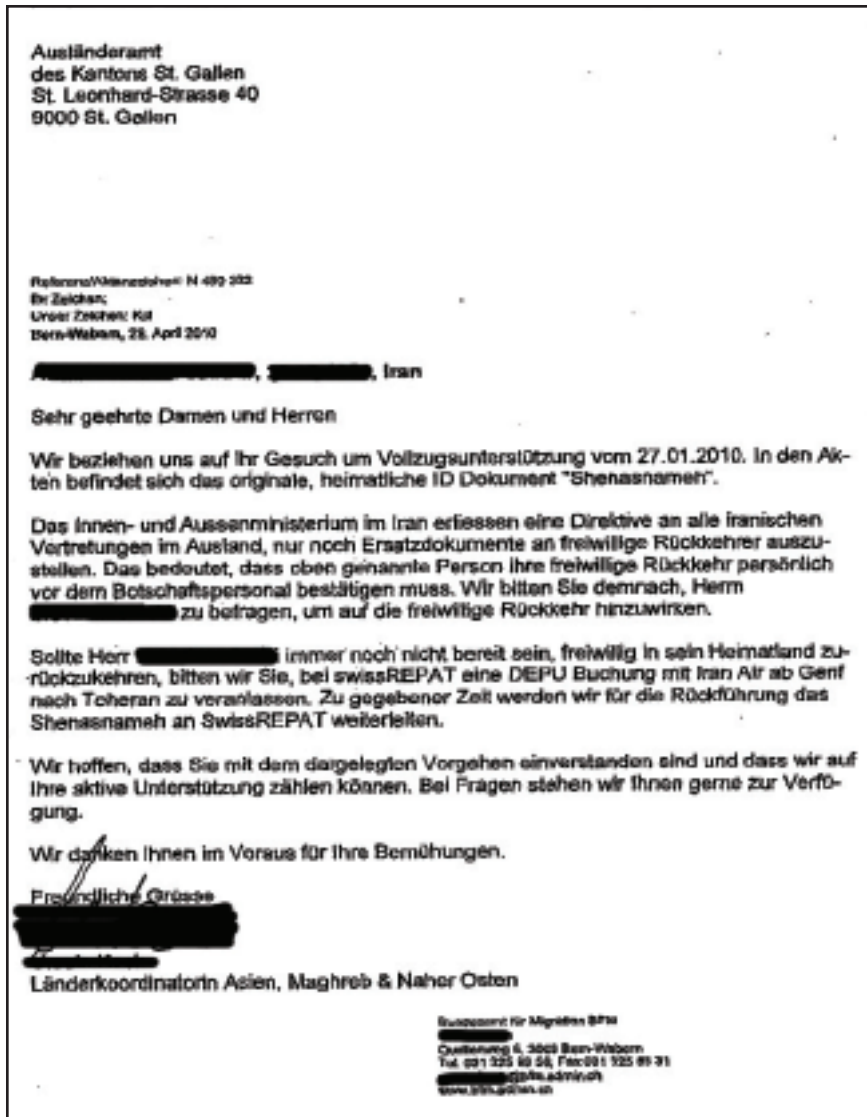 Ausländeramt
des Kantons St. Gallen
St. Leonhard-Strasse 40
9000 St. Gallen
Ihr Zeichen:
Unser Zeichen:
Bern-Wabern, 28. April 2010
, Iran
Sehr geehrte Damen und Herren
Wir beziehen uns auf Ihr Gesuch um Vollzugsunterstützung vom 27.01.2010. In den Ak-
ten befindet sich das originale, heimatliche ID Dokument "Shenasnameh".
Das Innen- und Aussenministerium im Iran erliessen eine Direktive an alle iranischen
Vertretungen im Ausland, nur noch Ersatzdokumente an freiwillige Rückkehrer auszu-
stellen. Das bedeutet, dass oben genannte Person ihre freiwillige Rückkehr persönlich
vor dem Botschaftspersonal bestätigen muss. Wir bitten Sie demnach, Herrn
zu befragen, um auf die freiwillige Rückkehr hinzuwirken.
Sollte Herr immer noch nicht bereit sein, freiwillig in sein Heimatland zu-
rückzukehren, bitten wir Sie, bei swissREPAT eine DEPU Buchung mit Iran Air ab Genf
nach Teheran zu veranlassen. Zu gegebener Zeit werden wir für die Rückführung das
Shenasnameh an SwissREPAT weiterleiten.
Wir hoffen, dass Sie mit dem dargelegten Vorgehen einverstanden sind und dass wir auf
Ihre aktive Unterstützung zählen können. Bei Fragen stehen wir Ihnen gerne zur Verfü-
gung.
Wir danken Ihnen im Voraus für Ihre Bemühungen.
Freundliche Grüsse
Länderkoordinatorin Asien, Maghreb & Naher Osten
Bundesamt für Migration BFM
Quellenweg 6, 3003 Bern-Wabern
www.bfm.admin.ch